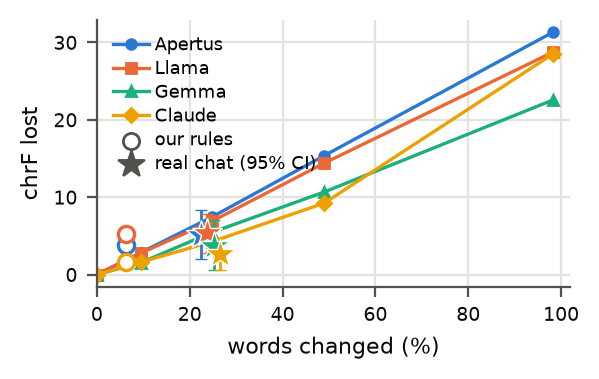 chrF lost
30
20
10
0
Apertus
Llama
Gemma
Claude
our rules
real chat (95% CI)
0 20 40 60 80 100
words changed (%)